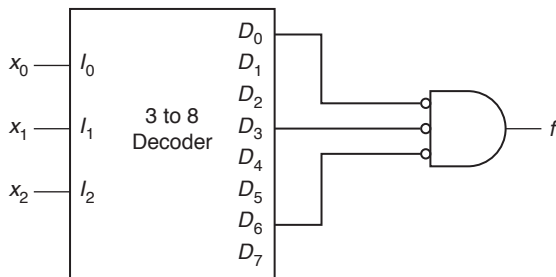 D0
x0 I0 D1
D2
3 to 8
Decoder
x1 I1 D3 f
D4
x2 I2 D5
D6
D7